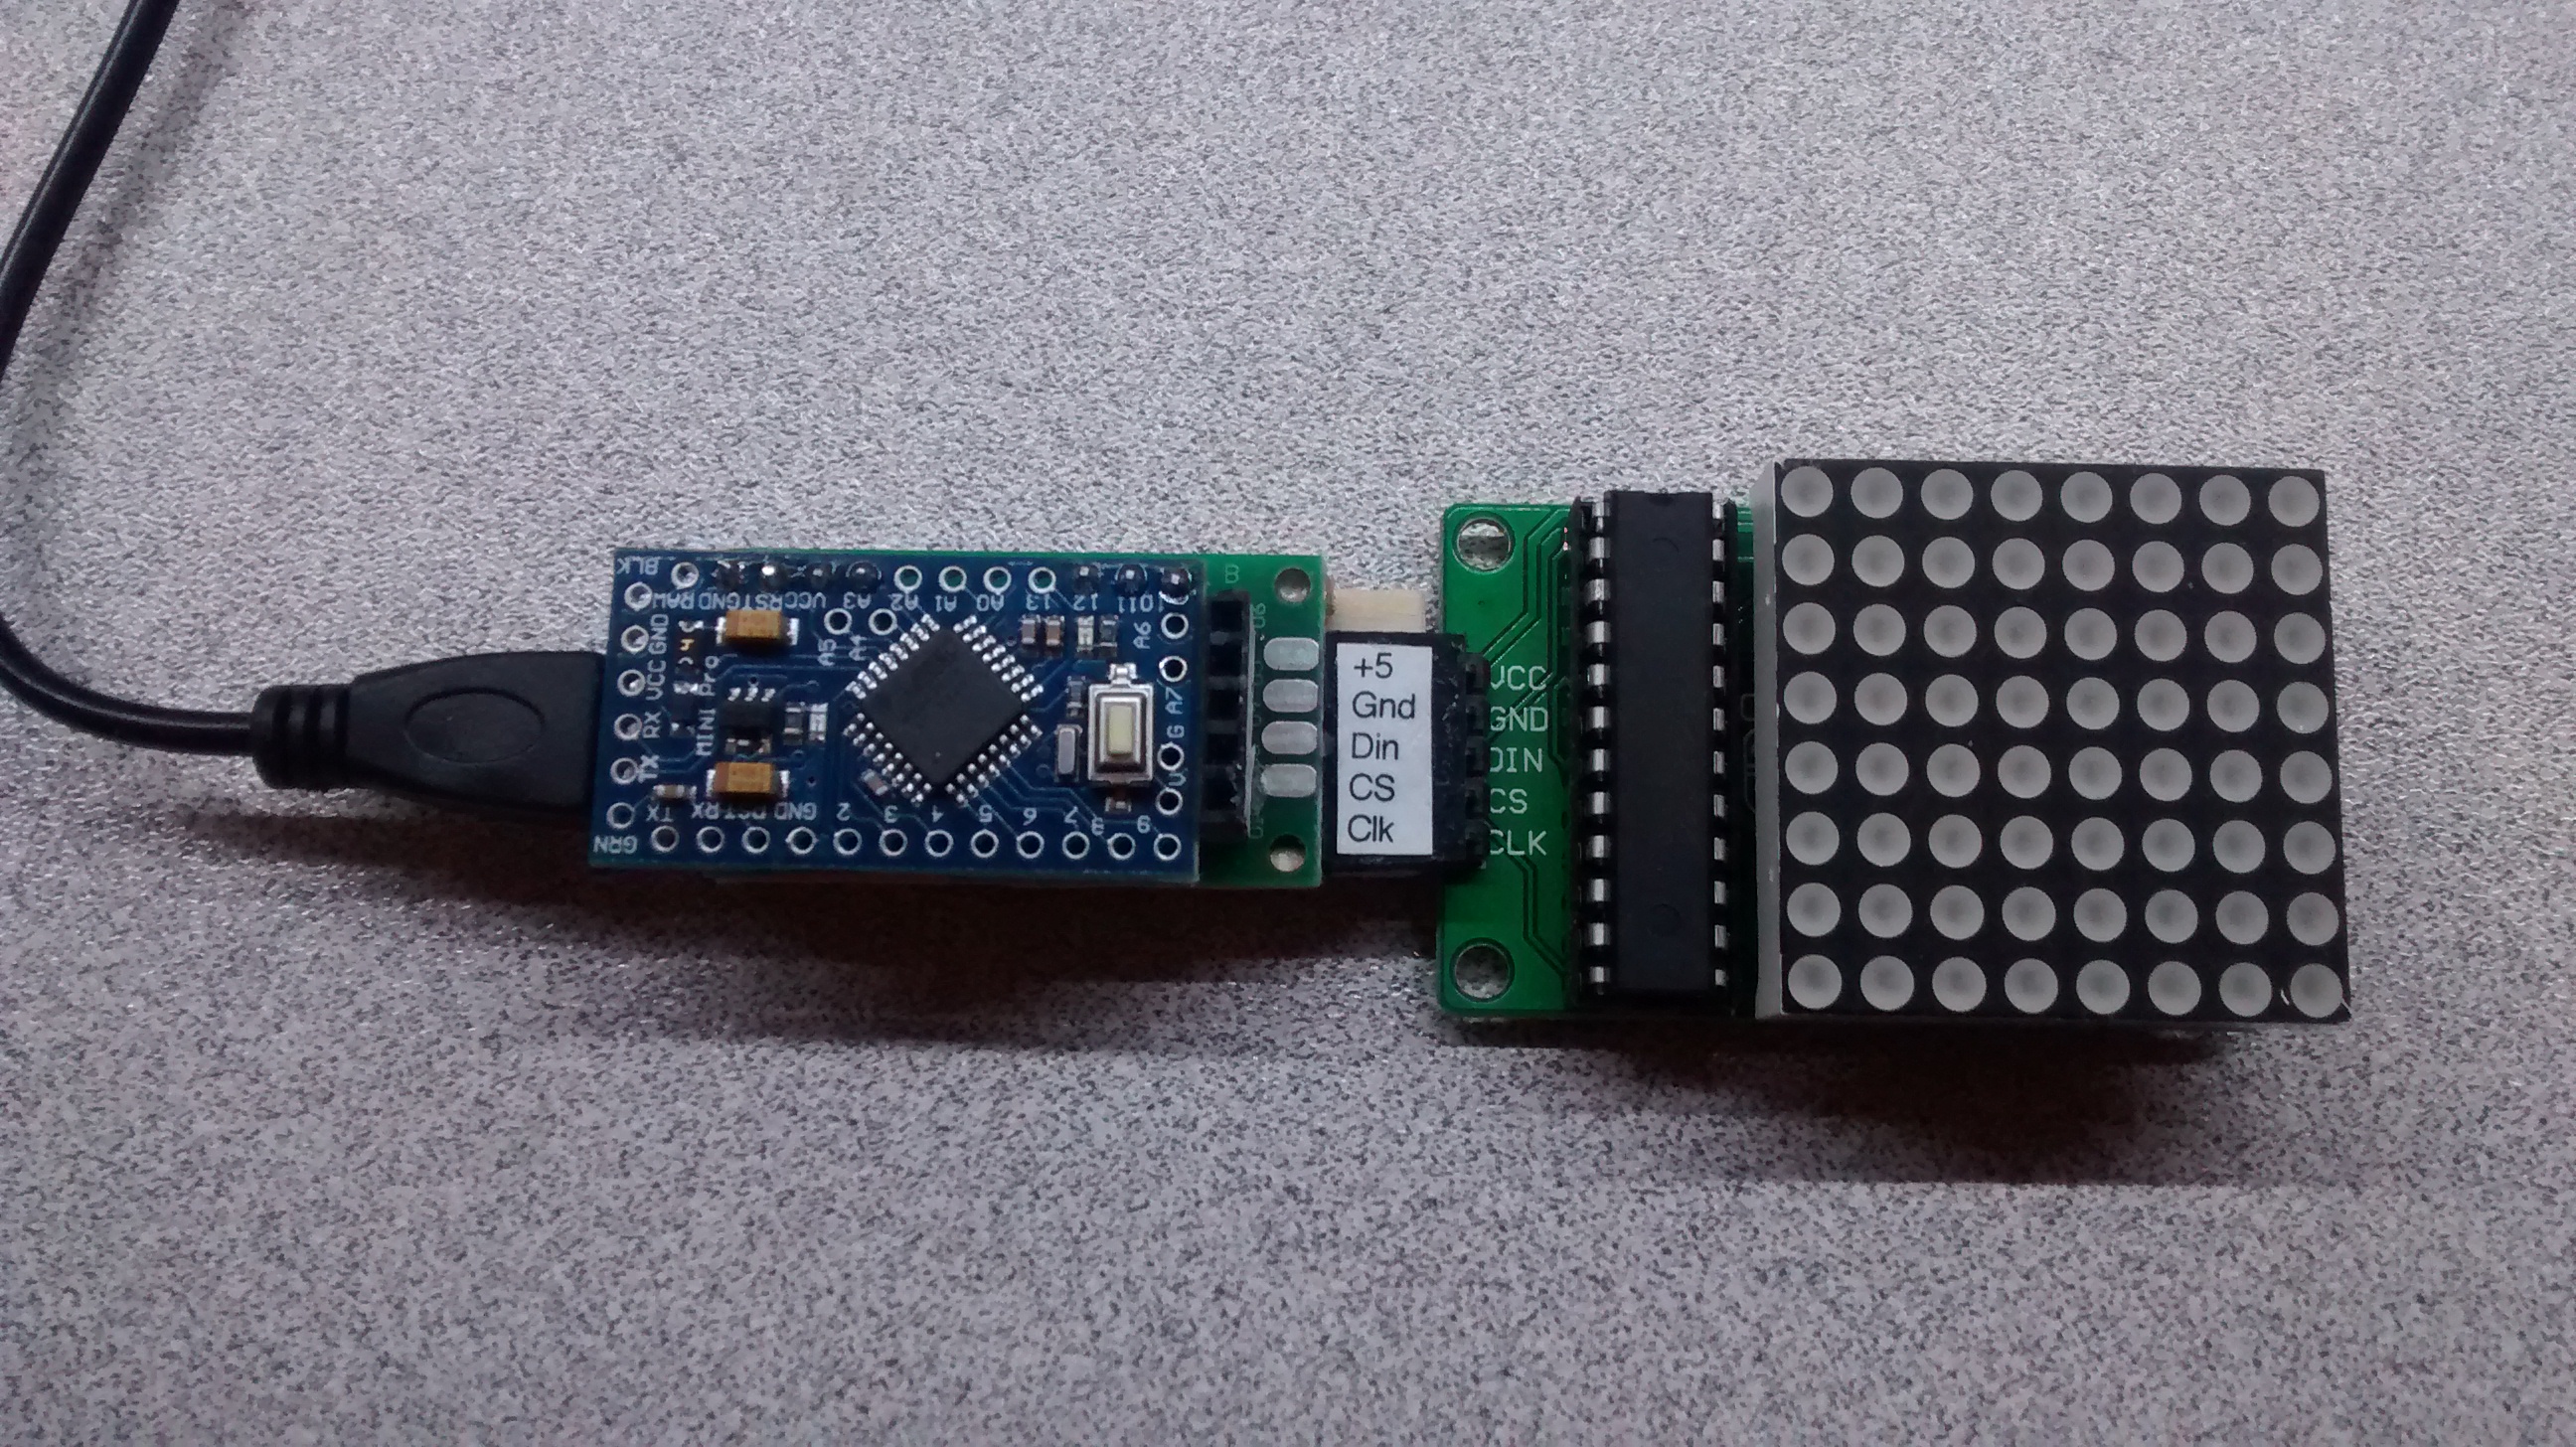 BLK
GND RAW
RST
VCC
A3
A2
A1
A0
13
12
11
A5
A4
A6
A7
G
GND
VCC
RX
TX
MINI Pro
TX
RX
GND
2
3
4
5
6
7
8
9
GRN
B
+5
Gnd
Din
CS
Clk
VCC
GND
DIN
CS
CLK